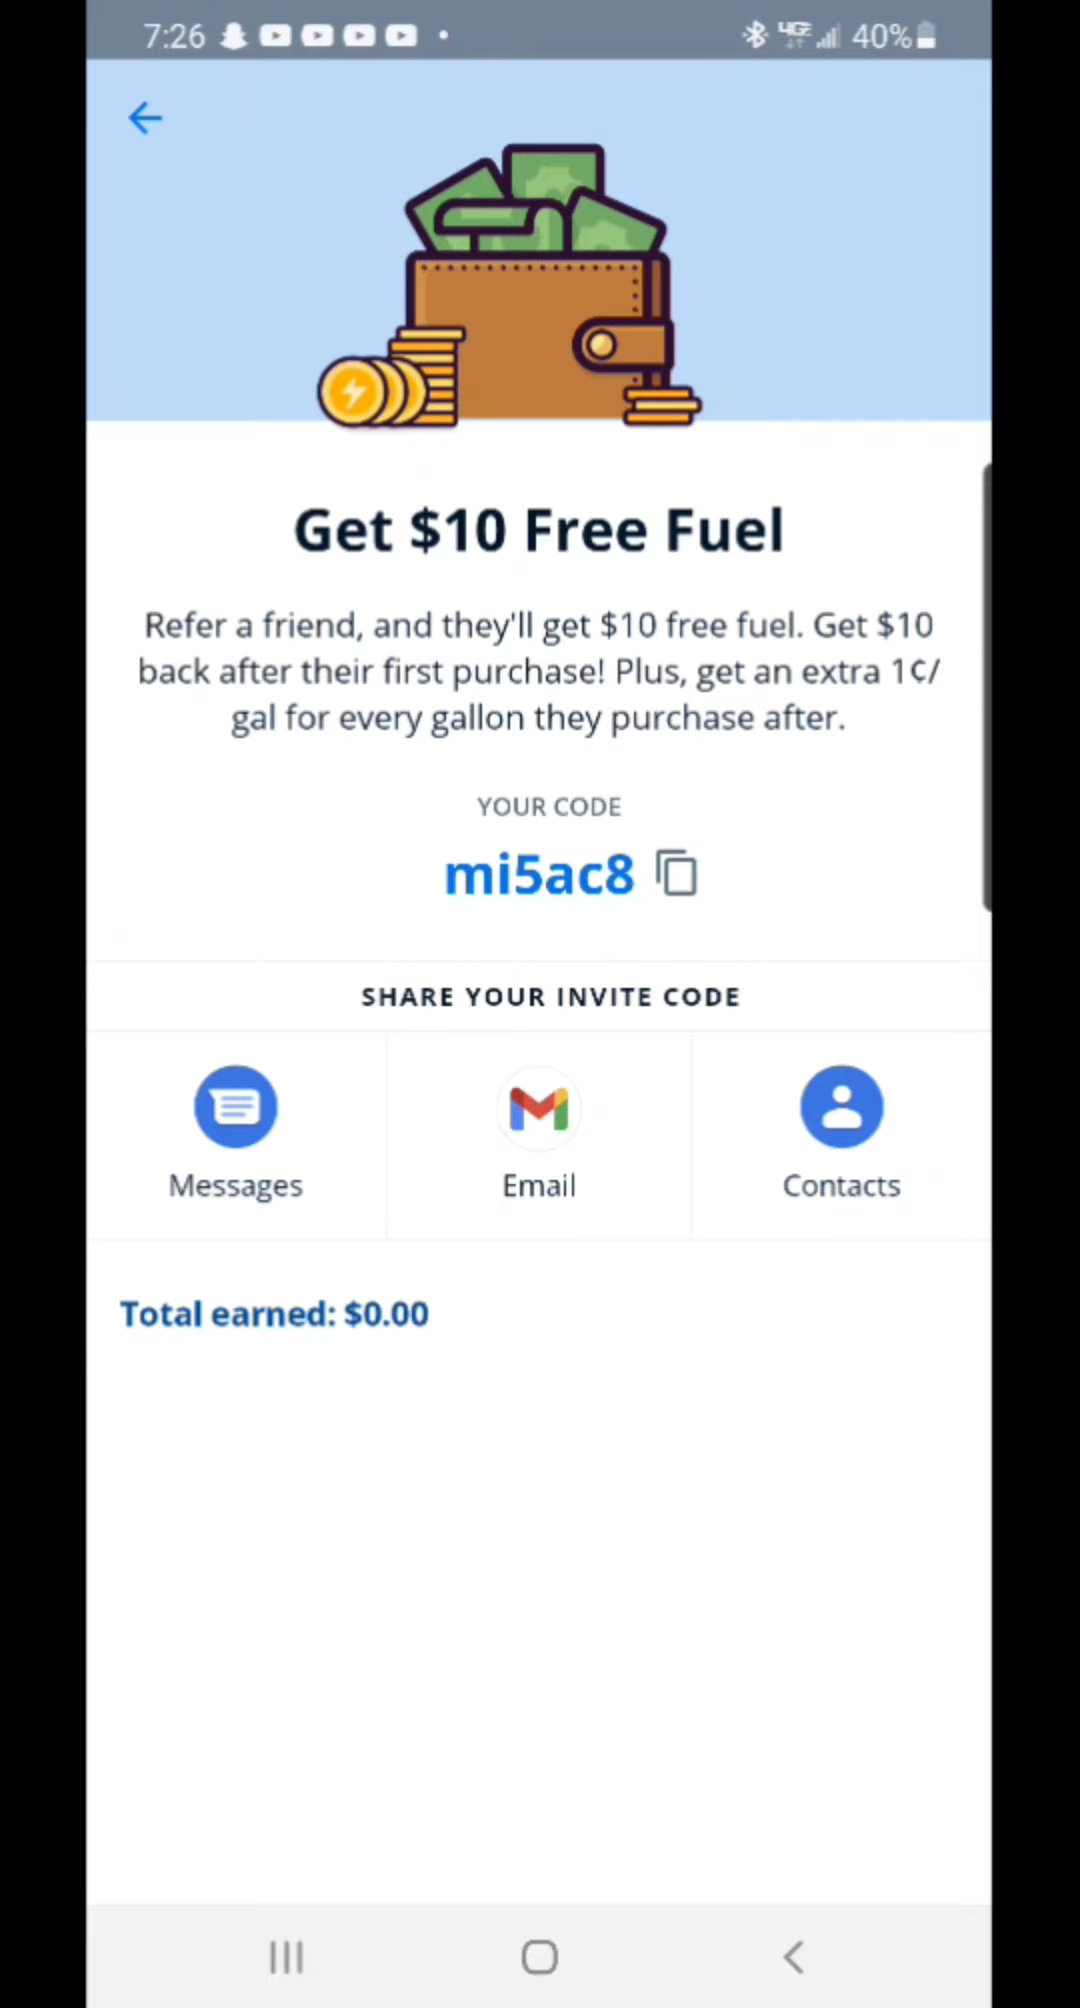 7:26 40%
Get $10 Free Fuel
Refer a friend, and they'll get $10 free fuel. Get $10
back after their first purchase! Plus, get an extra 1¢/
gal for every gallon they purchase after.
YOUR CODE
mi5ac8
SHARE YOUR INVITE CODE
Messages Email Contacts
Total earned: $0.00